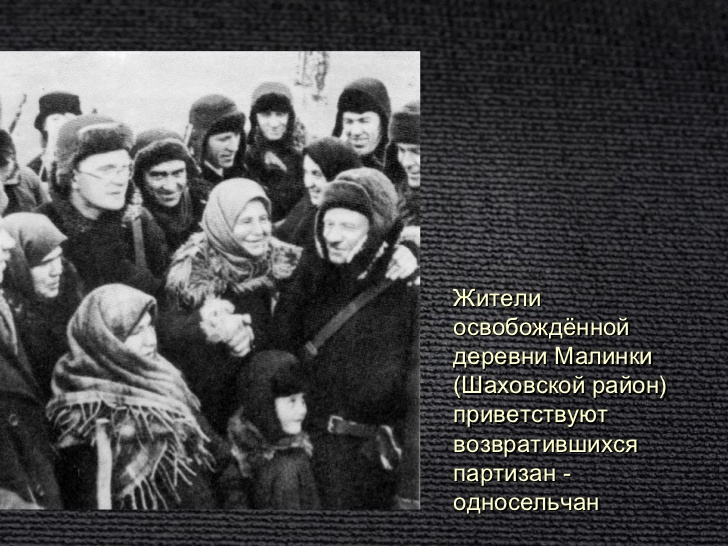 Жители
освобождённой
деревни Малинки
(Шаховской район)
приветствуют
возвратившихся
партизан -
односельчан